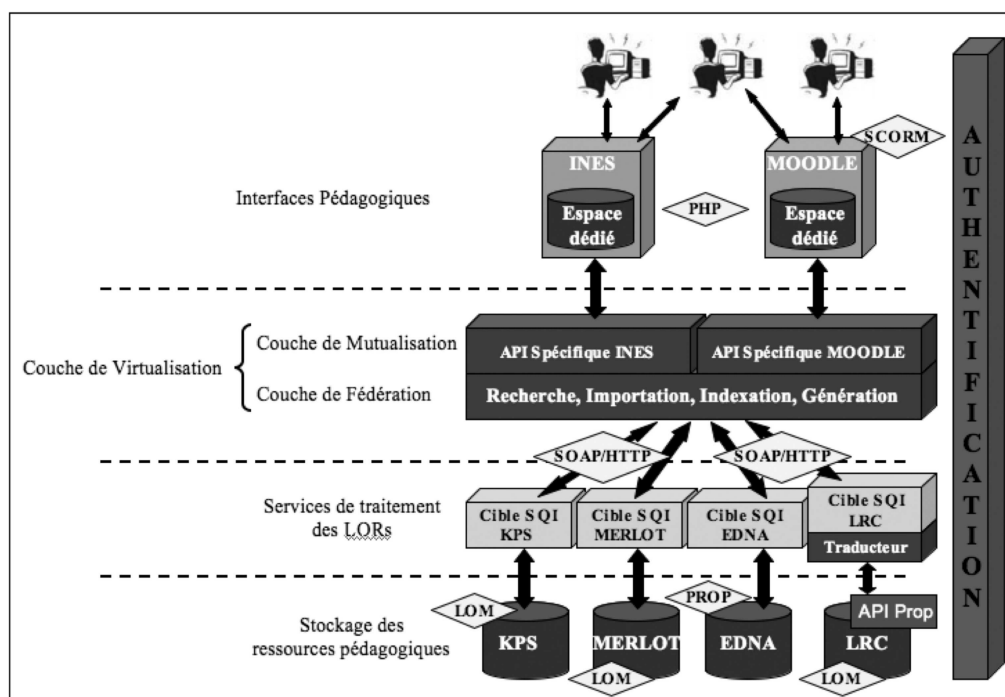 SCORM
INES
MOODLE
Interfaces Pédagogiques
PHP
Espace
dédié
Espace
dédié
Couche de Virtualisation
Couche de Mutualisation
API Spécifique INES
API Spécifique MOODLE
Couche de Fédération
Recherche, Importation, Indexation, Génération
SOAP/HTTP
SOAP/HTTP
Services de traitement
des LORs
Cible SQI
KPS
Cible SQI
MERLOT
Cible SQI
EDNA
Cible SQI
LRC
Traducteur
Stockage des
ressources pédagogiques
LOM
KPS
MERLOT
LOM
PROP
EDNA
API Prop
LRC
LOM
AUTHENTIFICATION